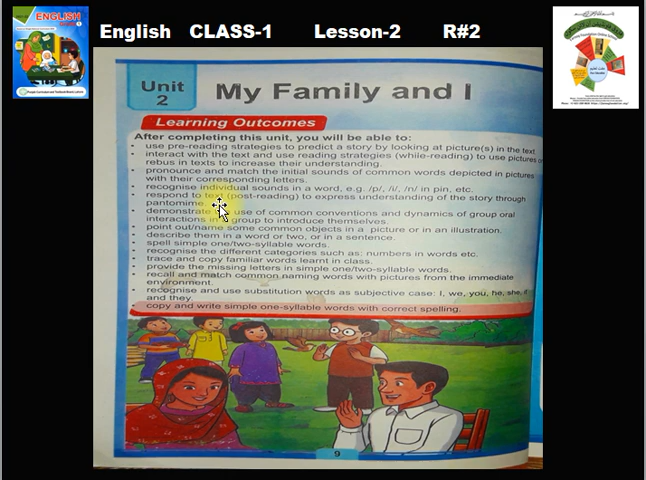 English CLASS-1 Lesson-2 R#2
ENGLISH
Unit
2
My Family and I
Learning Outcomes
After completing this unit, you will be able to:
• use pre-reading strategies to predict a story by looking at picture(s) in the text.
• interact with the text and use reading strategies (while-reading) to use pictures or
rebus in texts to increase their understanding.
• pronounce and match the initial sounds of common words depicted in pictures
with their corresponding letters.
• recognise individual sounds in a word, e.g. /p/, /i/, /n/ in pin, etc.
• respond to text (post-reading) to express understanding of the story through
pantomime.
• demonstrate use of common conventions and dynamics of group oral
interactions in group to introduce themselves.
• point out/name some common objects in a picture or in an illustration.
• describe them in a word or two, or in a sentence.
• spell simple one/two-syllable words.
• recognise the different categories such as; numbers in words etc.
• trace and copy familiar words learnt in class.
• provide the missing letters in simple one/two-syllable words.
• recall and match common naming words with pictures from the immediate
environment.
• recognise and use substitution words as subjective case: I, we, you, he, she, it
and they.
• copy and write simple one-syllable words with correct spelling.
9